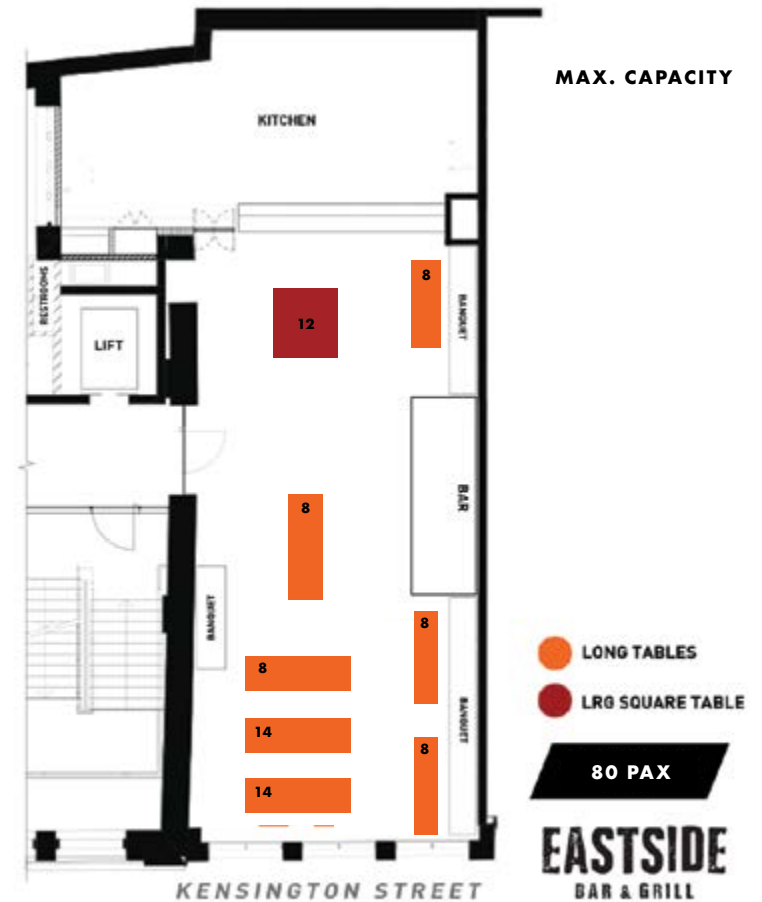 MAX. CAPACITY
KITCHEN
RESTROOMS
LIFT
8
BANQUET
12
BAR
8
BANQUET
8
8
14
14
8
BANQUET
LONG TABLES
LRG SQUARE TABLE
80 PAX
EASTSIDE
BAR & GRILL
KENSINGTON STREET